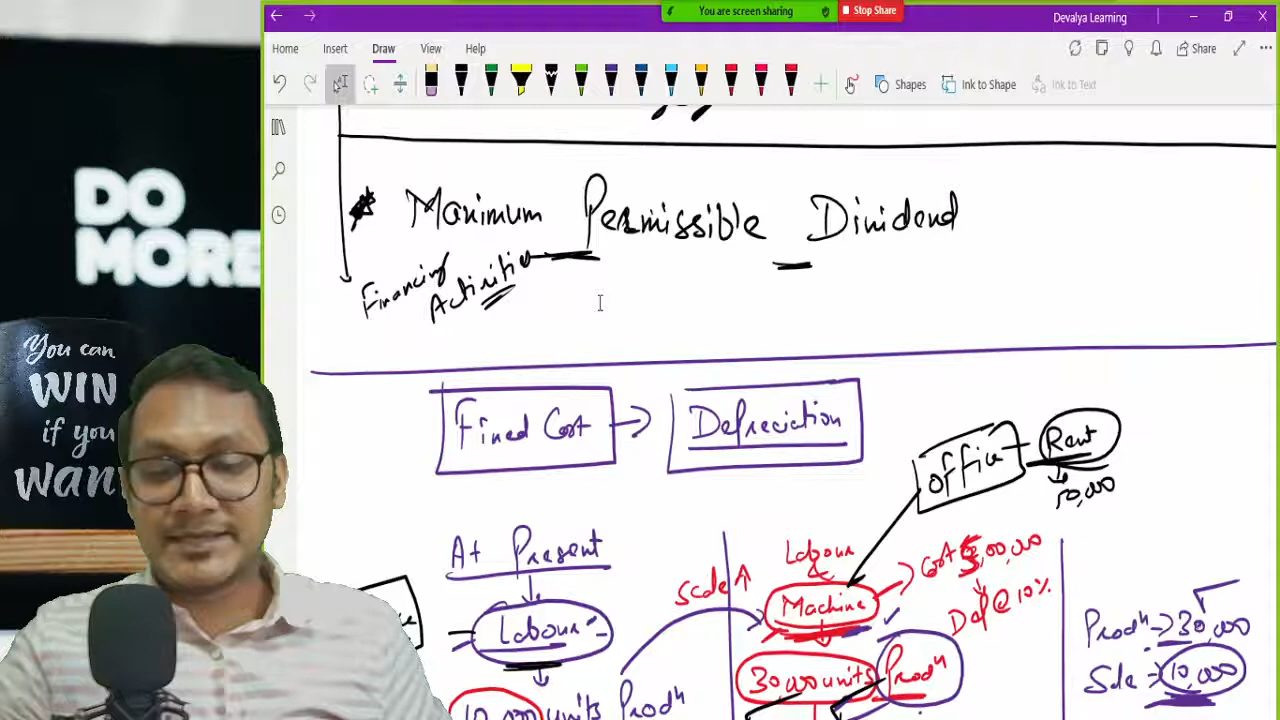 You are screen sharing
Stop Share
Devalya Learning
Home Insert Draw View Help
Share
Shapes
Ink to Shape
Ink to Text
* Maximum Permissible Dividend
Financing
Activities
Fixed Cost → Depreciation
Office
Rent
50,000
DO
MORE
You can
WIN
if you
WANT
At Present
Labour
&
Machine
Scale ↑
Cost 5,00,000
Dep @ 10%
Labour
30,000 units
Prodn
10,000 units Prodn
Prodn → 30,000
Sale → 10,000